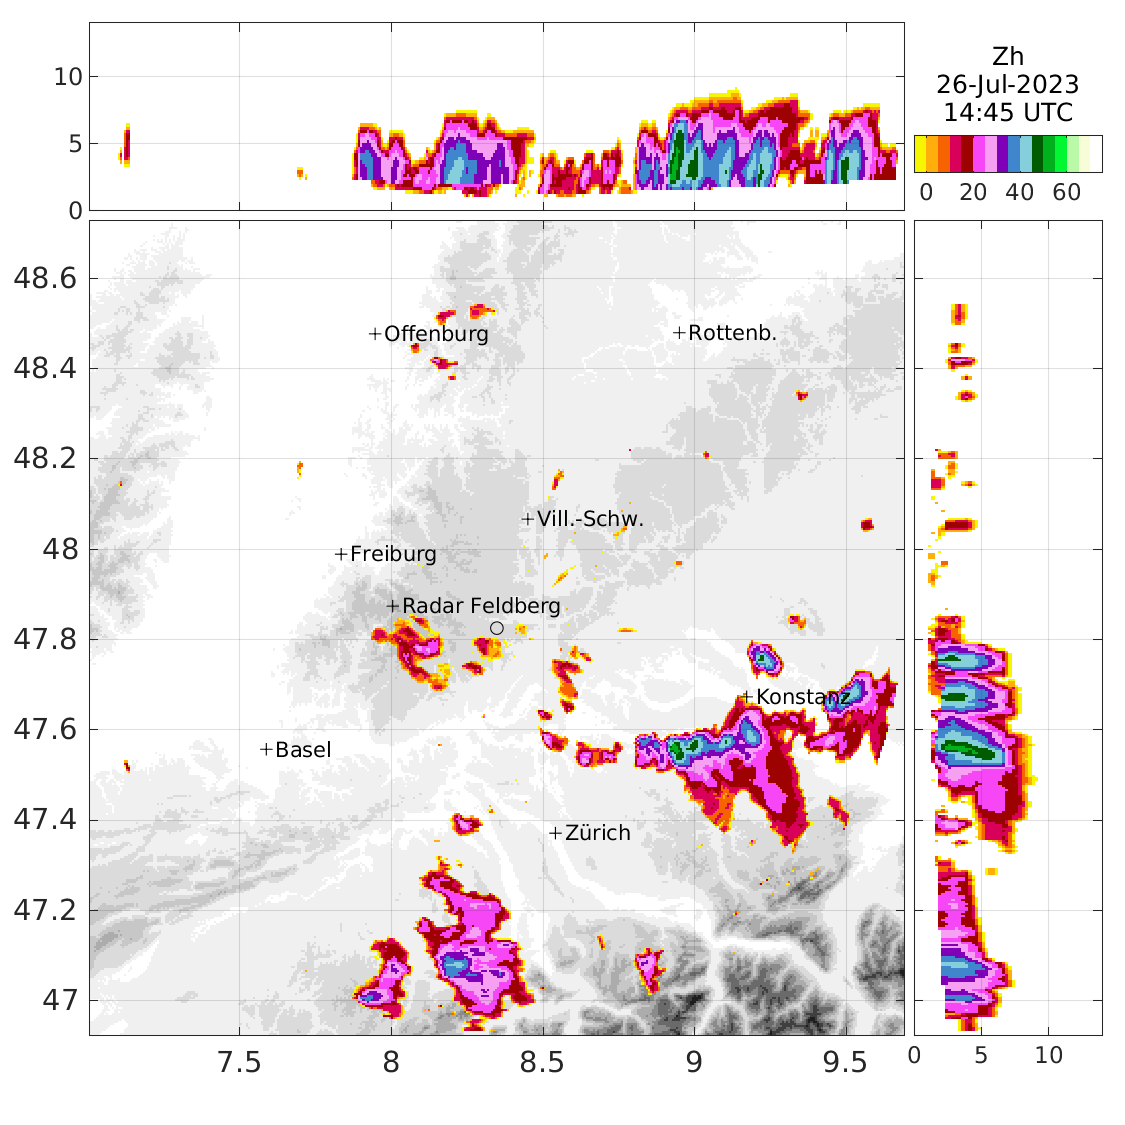 10
5
0
Zh
26-Jul-2023
14:45 UTC
0 20 40 60
48.6
48.4
48.2
48
47.8
47.6
47.4
47.2
47
+Offenburg
+Rottenb.
+Vill.-Schw.
+Freiburg
+Radar Feldberg
+Konstanz
+Basel
+Zürich
7.5 8 8.5 9 9.5
0 5 10